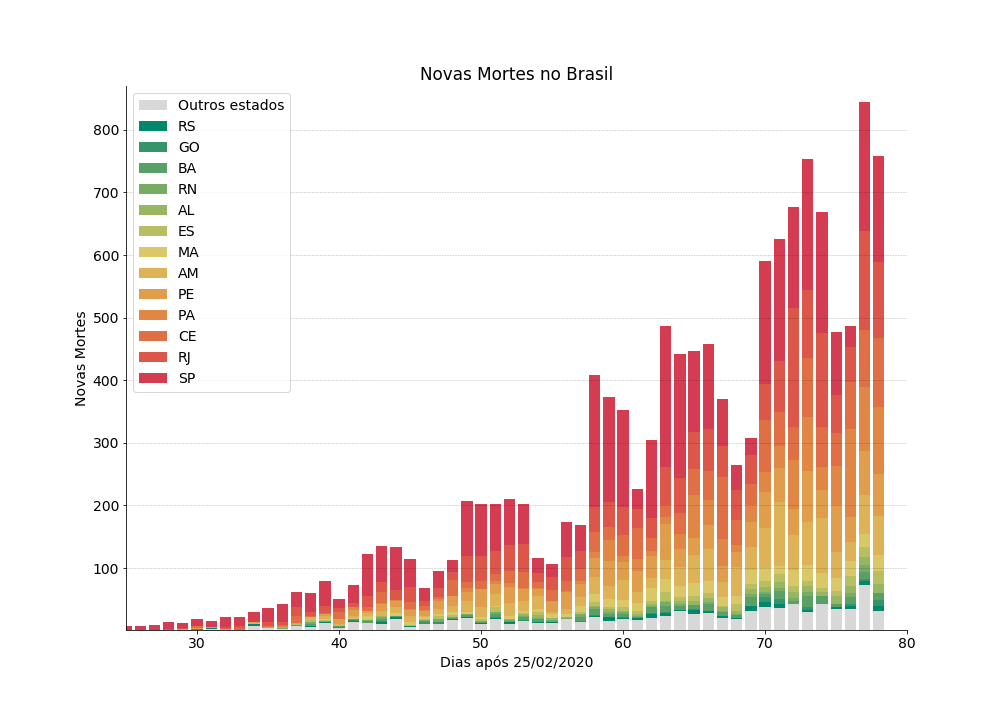 Novas Mortes no Brasil
Novas Mortes
800
700
600
500
400
300
200
100
Outros estados
RS
GO
BA
RN
AL
ES
MA
AM
PE
PA
CE
RJ
SP
30 40 50 60 70 80
Dias após 25/02/2020